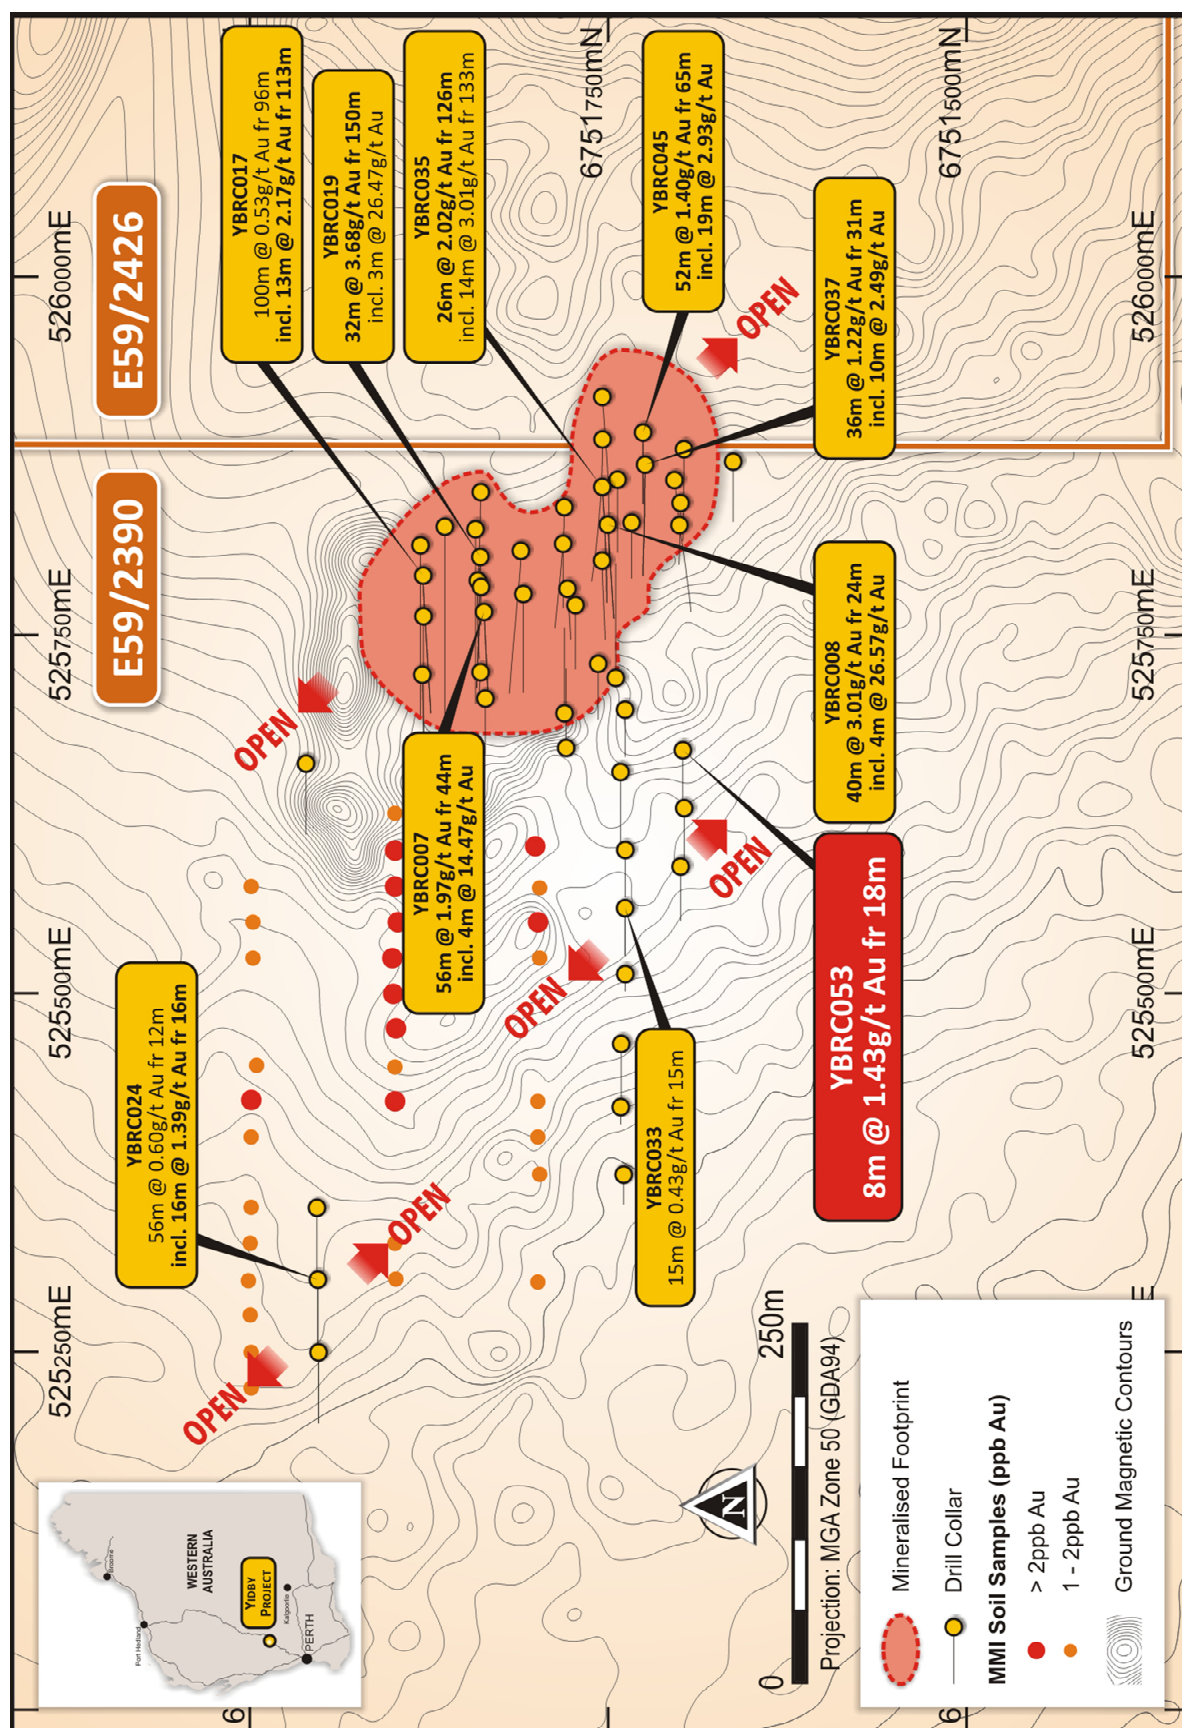 E59/2390
E59/2426
525250mE
525500mE
525750mE
526000mE
YBRC024
56m @ 0.60g/t Au fr 12m
incl. 16m @ 1.39g/t Au fr 16m
YBRC017
100m @ 0.53g/t Au fr 96m
incl. 13m @ 2.17g/t Au fr 113m
YBRC019
32m @ 3.68g/t Au fr 150m
incl. 3m @ 26.47g/t Au
YBRC035
26m @ 2.02g/t Au fr 126m
incl. 14m @ 3.01g/t Au fr 133m
YBRC007
56m @ 1.97g/t Au fr 44m
incl. 4m @ 14.47g/t Au
OPEN
OPEN
OPEN
OPEN
OPEN
OPEN
6751750mN
6751500mN
YBRC045
52m @ 1.40g/t Au fr 65m
incl. 19m @ 2.93g/t Au
YBRC033
15m @ 0.43g/t Au fr 15m
YBRC053
8m @ 1.43g/t Au fr 18m
YBRC008
40m @ 3.01g/t Au fr 24m
incl. 4m @ 26.57g/t Au
YBRC037
36m @ 1.22g/t Au fr 31m
incl. 10m @ 2.49g/t Au
Broome
Port Hedland
WESTERN
AUSTRALIA
YIDBY
PROJECT
Kalgoorlie
PERTH
N
0
250m
Projection: MGA Zone 50 (GDA94)
Mineralised Footprint
Drill Collar
MMI Soil Samples (ppb Au)
> 2ppb Au
1 - 2ppb Au
Ground Magnetic Contours
6
6
E
525500mE
525750mE
526000mE